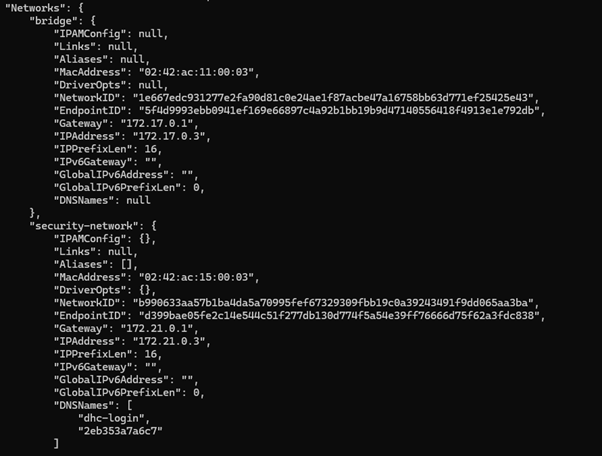 "Networks": {
    "bridge": {
        "IPAMConfig": null,
        "Links": null,
        "Aliases": null,
        "MacAddress": "02:42:ac:11:00:03",
        "DriverOpts": null,
        "NetworkID": "1e667edc931277e2fa90d81c0e24ae1f87acbe47a16758bb63d771ef25425e43",
        "EndpointID": "5f4d9993ebb0941ef169e66897c4a92b1bb19b9d47140556418f4913e1e792db",
        "Gateway": "172.17.0.1",
        "IPAddress": "172.17.0.3",
        "IPPrefixLen": 16,
        "IPv6Gateway": "",
        "GlobalIPv6Address": "",
        "GlobalIPv6PrefixLen": 0,
        "DNSNames": null
    },
    "security-network": {
        "IPAMConfig": {},
        "Links": null,
        "Aliases": [],
        "MacAddress": "02:42:ac:15:00:03",
        "DriverOpts": {},
        "NetworkID": "b990633aa57b1ba4da5a70995fef67329309fbb19c0a39243491f9dd065aa3ba",
        "EndpointID": "d399bae05fe2c14e544c51f277db130d774f5a54e39ff76666d75f62a3fdc838",
        "Gateway": "172.21.0.1",
        "IPAddress": "172.21.0.3",
        "IPPrefixLen": 16,
        "IPv6Gateway": "",
        "GlobalIPv6Address": "",
        "GlobalIPv6PrefixLen": 0,
        "DNSNames": [
            "dhc-login",
            "2eb353a7a6c7"
        ]